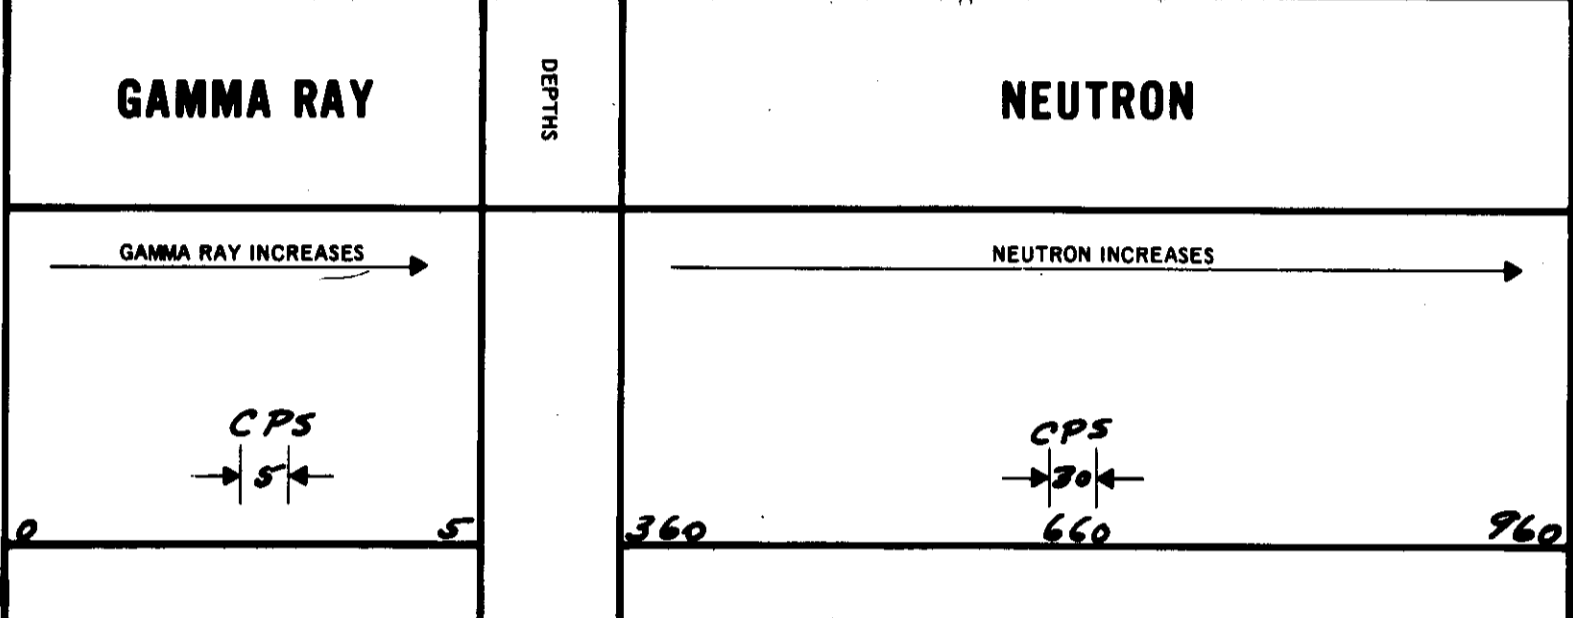 GAMMA RAY
DEPTHS
NEUTRON
GAMMA RAY INCREASES
NEUTRON INCREASES
CPS
5
CPS
30
0 5
360 660 960